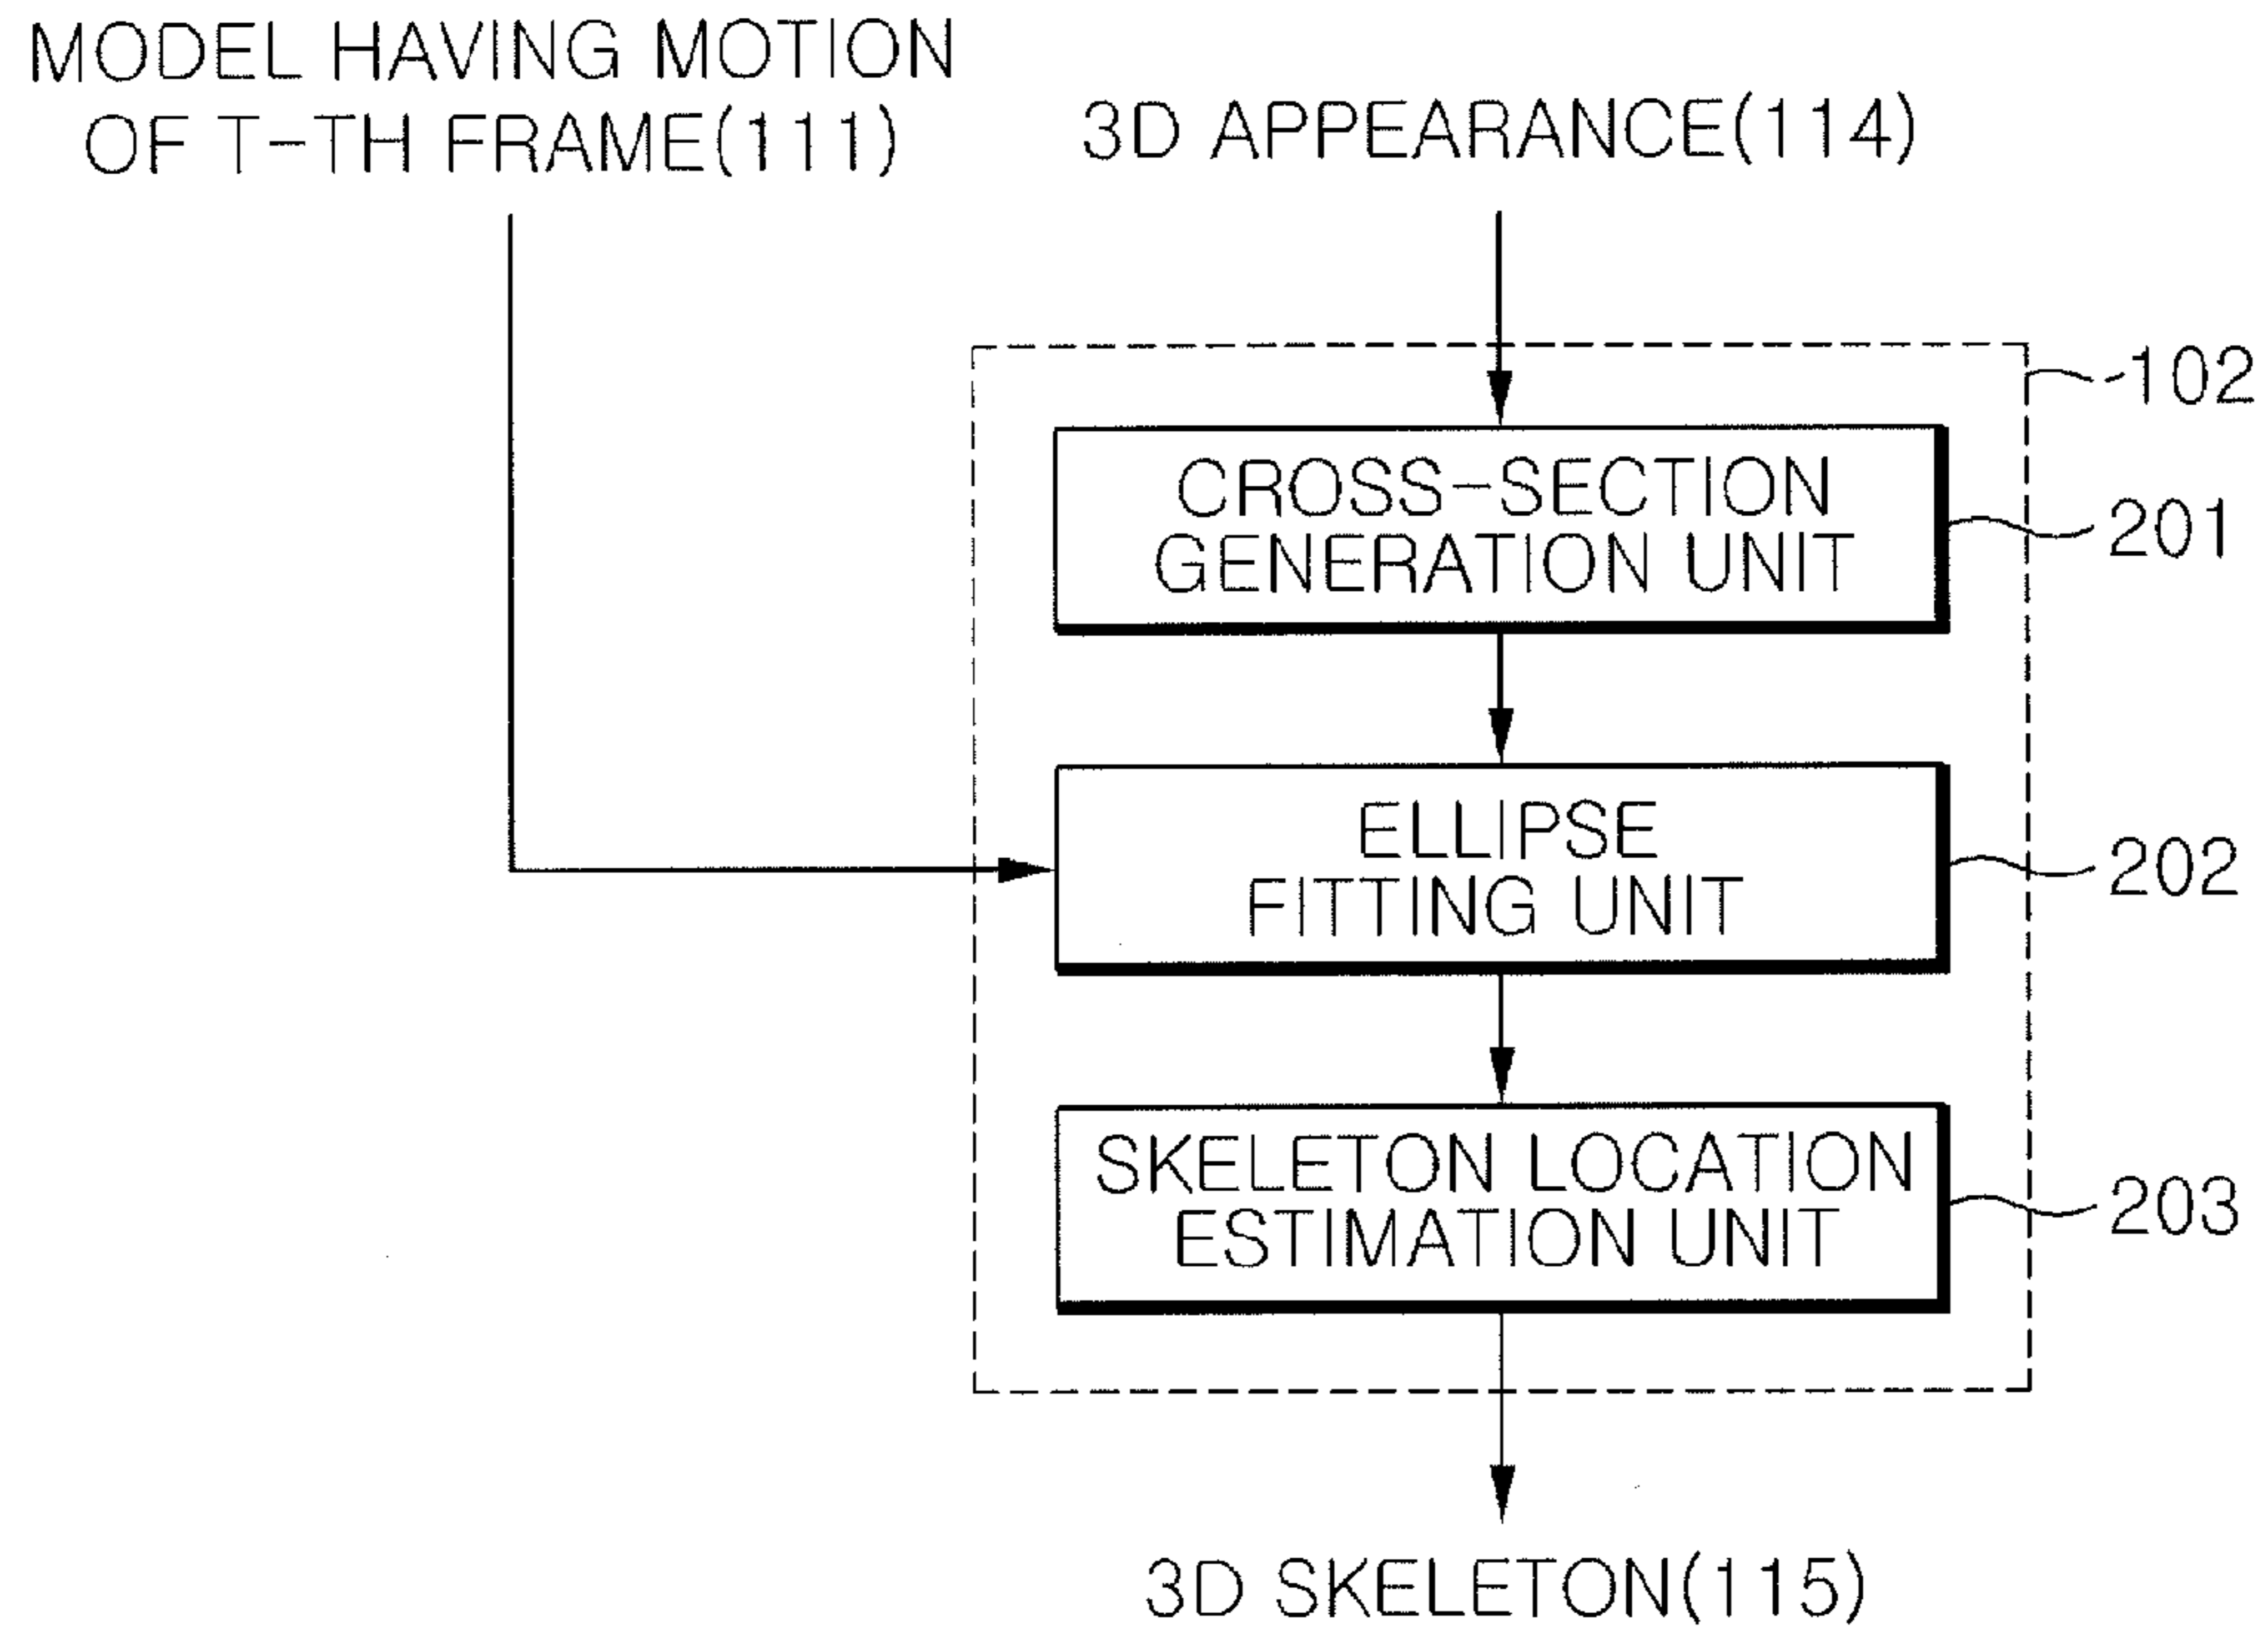 MODEL HAVING MOTION
OF T-TH FRAME(111)
3D APPEARANCE(114)
102
CROSS-SECTION
GENERATION UNIT
201
ELLIPSE
FITTING UNIT
202
SKELETON LOCATION
ESTIMATION UNIT
203
3D SKELETON(115)